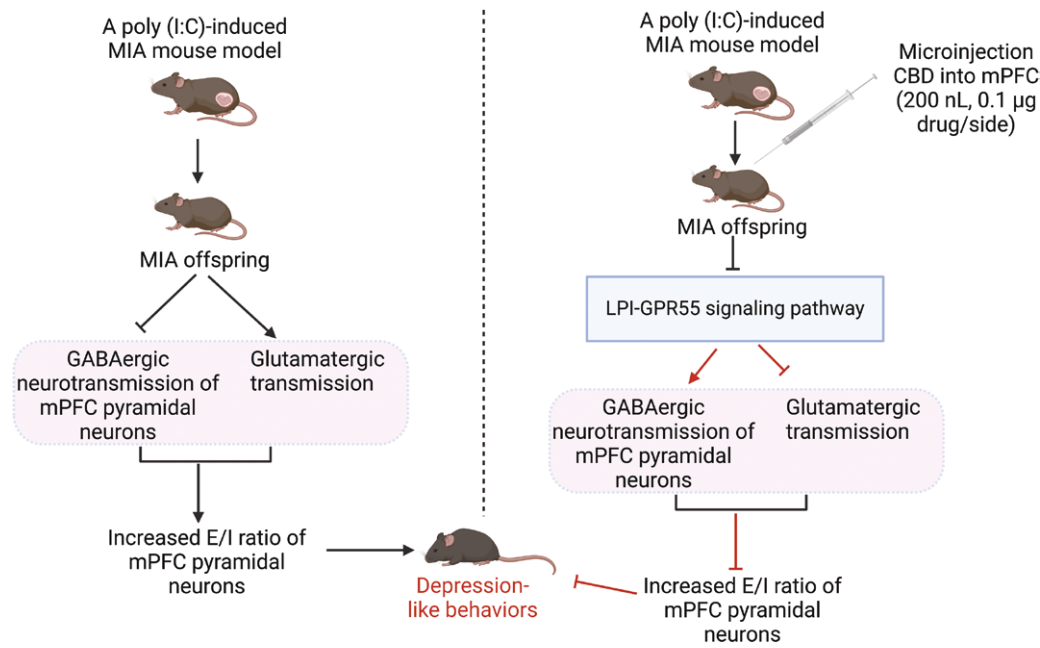 A poly (I:C)-induced
MIA mouse model
MIA offspring
GABAergic
neurotransmission of
mPFC pyramidal
neurons
Glutamatergic
transmission
Increased E/I ratio of
mPFC pyramidal
neurons
Depression-
like behaviors
A poly (I:C)-induced
MIA mouse model
Microinjection
CBD into mPFC
(200 nL, 0.1 μg
drug/side)
MIA offspring
LPI-GPR55 signaling pathway
GABAergic
neurotransmission of
mPFC pyramidal
neurons
Glutamatergic
transmission
Increased E/I ratio of
mPFC pyramidal
neurons